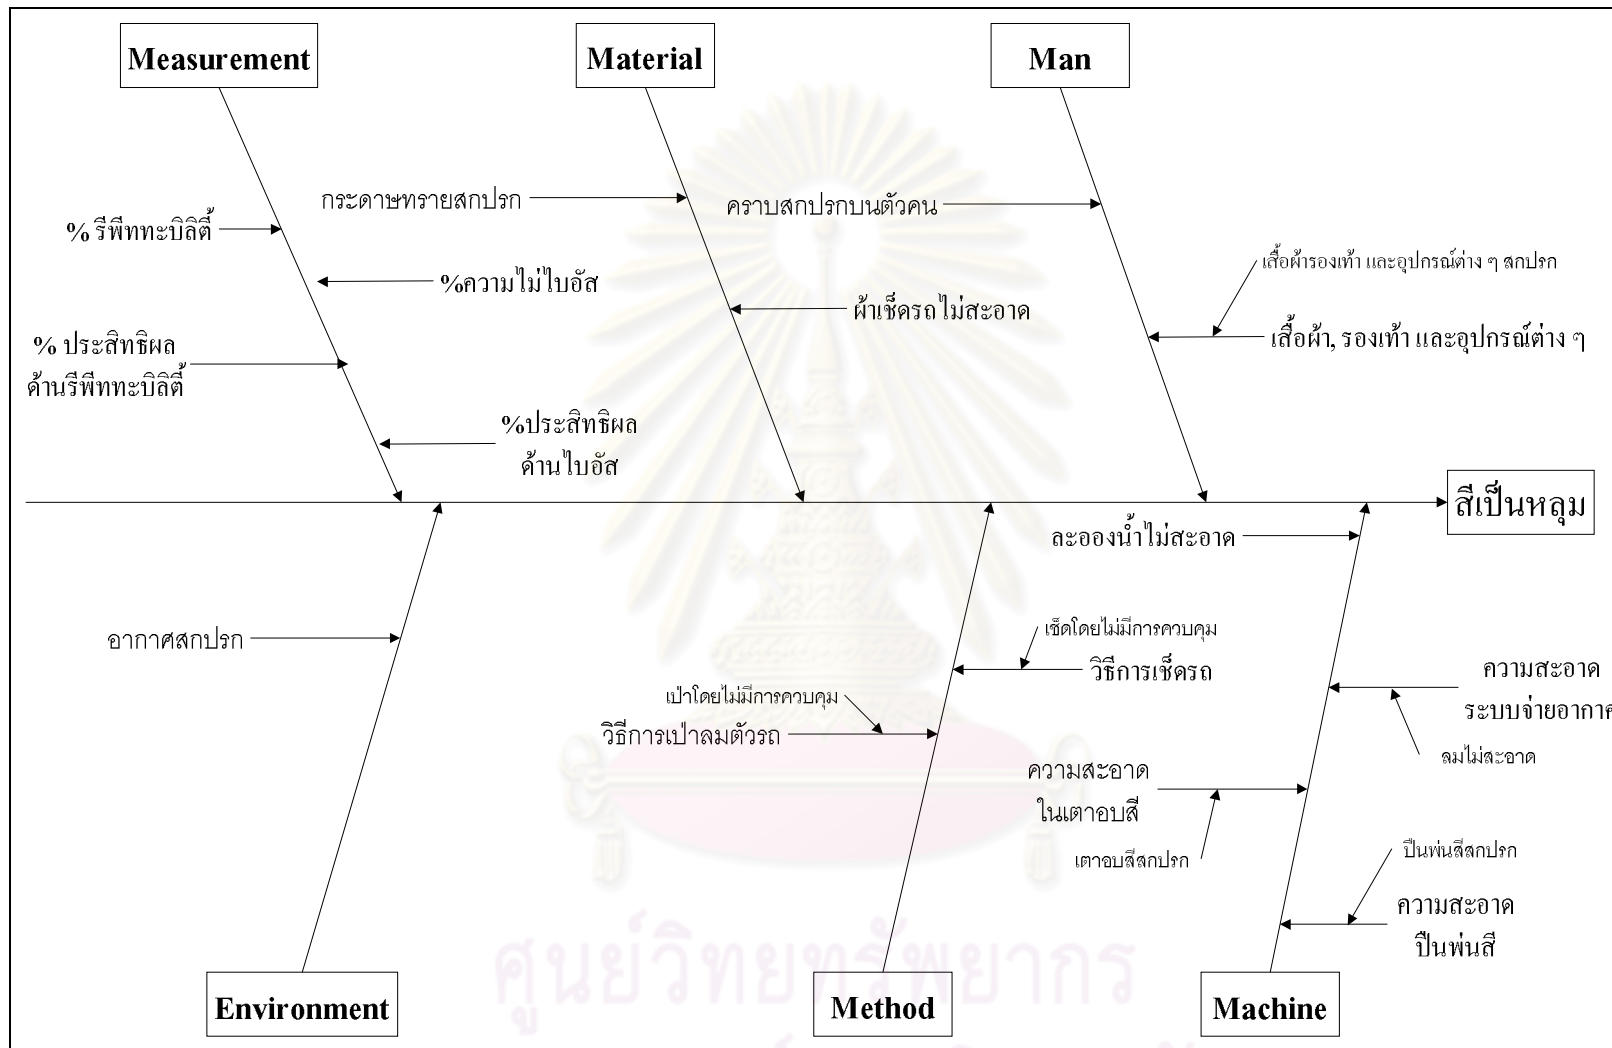 Measurement
Material
Man
กระดาษทรายสกปรก
คราบสกปรกบนตัวคน
% รีพีททะบิลิตี้
เสื้อผ้ารองเท้า และอุปกรณ์ต่าง ๆ สกปรก
%ความไม่ไบอัส
ผ้าเช็ดรถไม่สะอาด
เสื้อผ้า, รองเท้า และอุปกรณ์ต่าง ๆ
% ประสิทธิผล
ด้านรีพีททะบิลิตี้
%ประสิทธิผล
ด้านไบอัส
สีเป็นหลุม
ละอองน้ำไม่สะอาด
อากาศสกปรก
เช็ดโดยไม่มีการควบคุม
วิธีการเช็ดรถ
เป่าโดยไม่มีการควบคุม
วิธีการเป่าลมตัวรถ
ความสะอาด
ระบบจ่ายอากาศ
ลมไม่สะอาด
ความสะอาด
ในเตาอบสี
เตาอบสีสกปรก
ปืนพ่นสีสกปรก
ความสะอาด
ปืนพ่นสี
ศูนย์วิทยทรัพยากร
Environment
Method
Machine